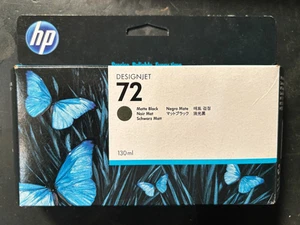 hp
DESIGNJET
72
Matte Black Negro Mate
Noir Mat マットブラック
Schwarz Matt
130ml